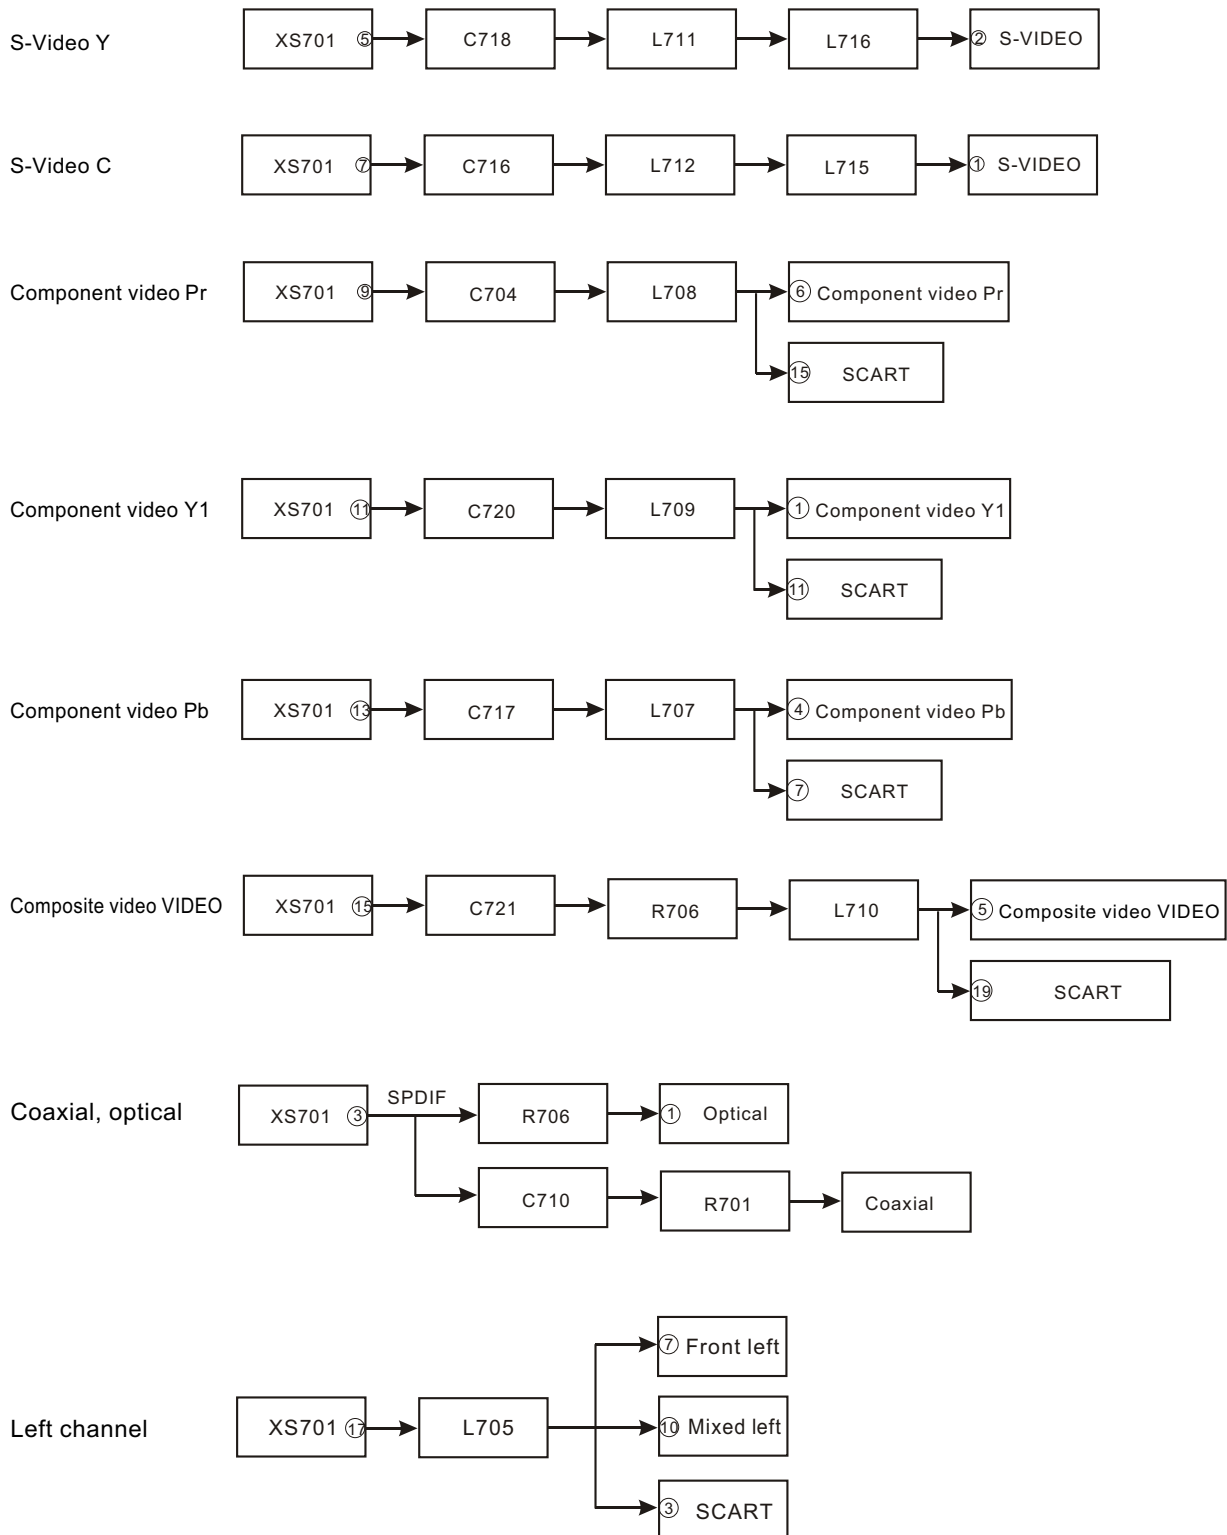 S-Video Y XS701 ⑤ C718 L711 L716 ② S-VIDEO
S-Video C XS701 ⑦ C716 L712 L715 ① S-VIDEO
Component video Pr XS701 ⑨ C704 L708 ⑥ Component video Pr
⑮ SCART
Component video Y1 XS701 ⑪ C720 L709 ① Component video Y1
⑪ SCART
Component video Pb XS701 ⑬ C717 L707 ④ Component video Pb
⑦ SCART
Composite video VIDEO XS701 ⑮ C721 R706 L710 ⑤ Composite video VIDEO
⑲ SCART
Coaxial, optical XS701 ③ SPDIF R706 ① Optical
C710 R701 Coaxial
⑦ Front left
Left channel XS701 ⑰ L705 ⑩ Mixed left
③ SCART